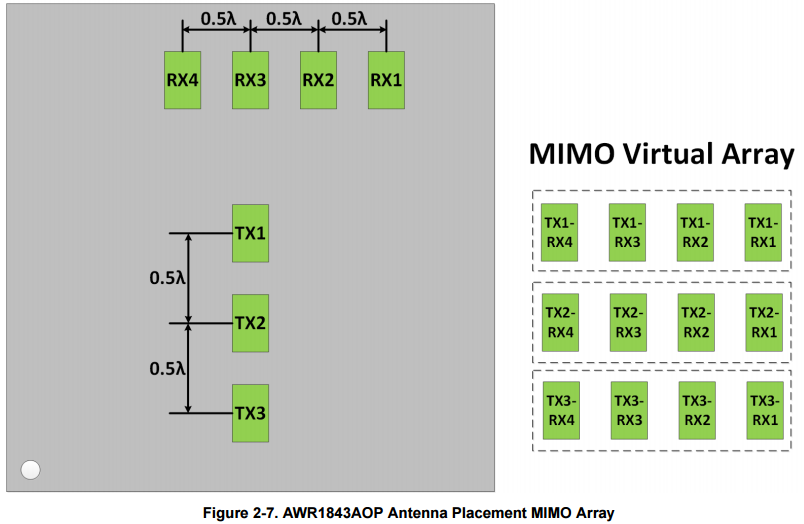 0.5λ 0.5λ 0.5λ
RX4 RX3 RX2 RX1
MIMO Virtual Array
TX1-RX4 TX1-RX3 TX1-RX2 TX1-RX1
TX1
0.5λ
TX2
TX2-RX4 TX2-RX3 TX2-RX2 TX2-RX1
0.5λ
TX3
TX3-RX4 TX3-RX3 TX3-RX2 TX3-RX1
Figure 2-7. AWR1843AOP Antenna Placement MIMO Array